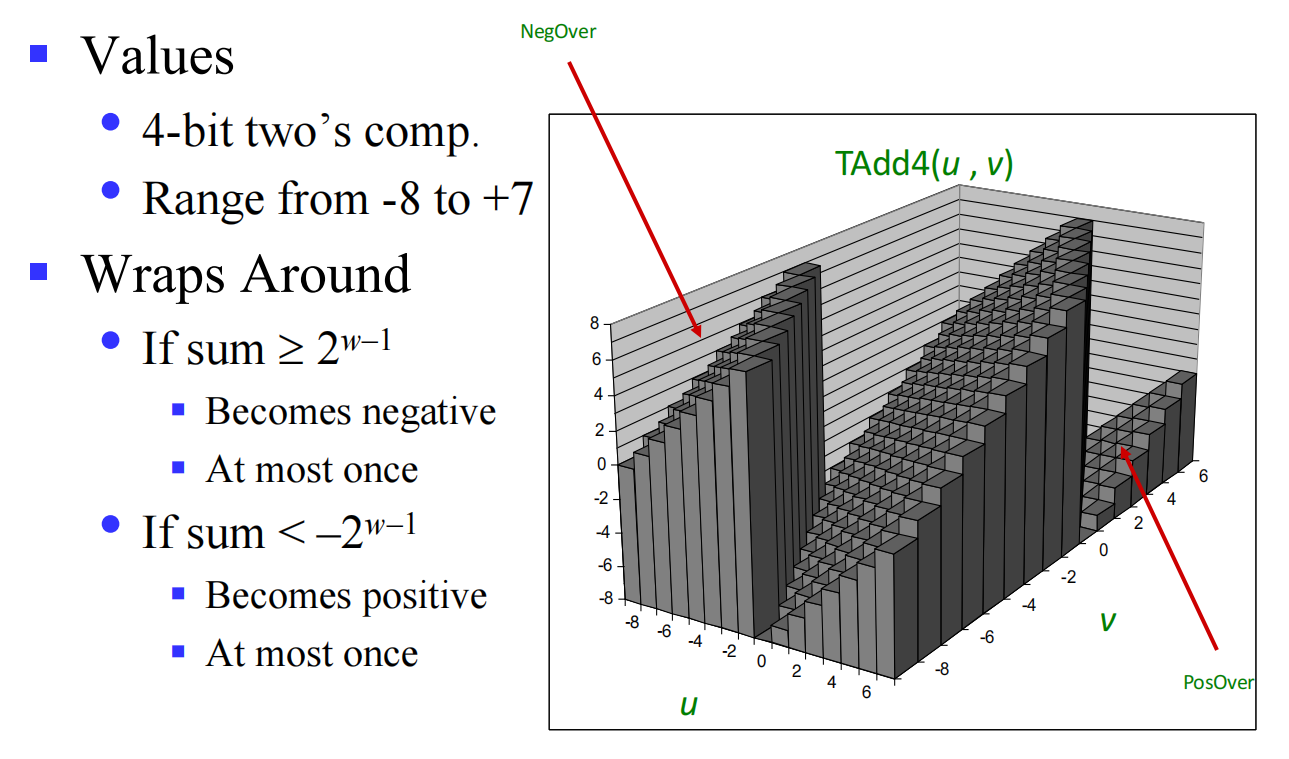 NegOver
Values
4-bit two’s comp.
Range from -8 to +7
Wraps Around
If sum ≥ 2^{w–1}
Becomes negative
At most once
If sum < –2^{w–1}
Becomes positive
At most once
TAdd4(u , v)
8
6
4
2
0
-2
-4
-6
-8
-8
-6
-4
-2
0
2
4
6
u
-8
-6
-4
-2
0
2
4
6
v
PosOver